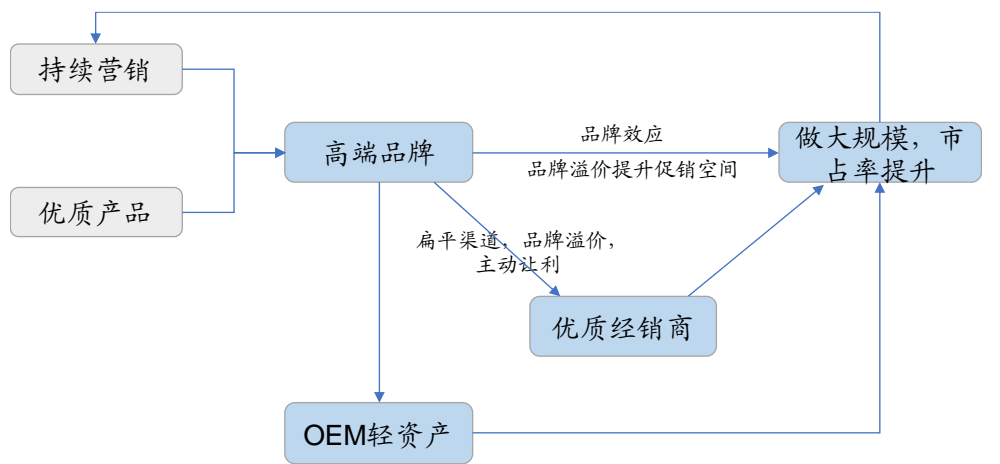 持续营销
优质产品
高端品牌
品牌效应
品牌溢价提升促销空间
做大规模，市
占率提升
扁平渠道，品牌溢价，
主动让利
优质经销商
OEM轻资产